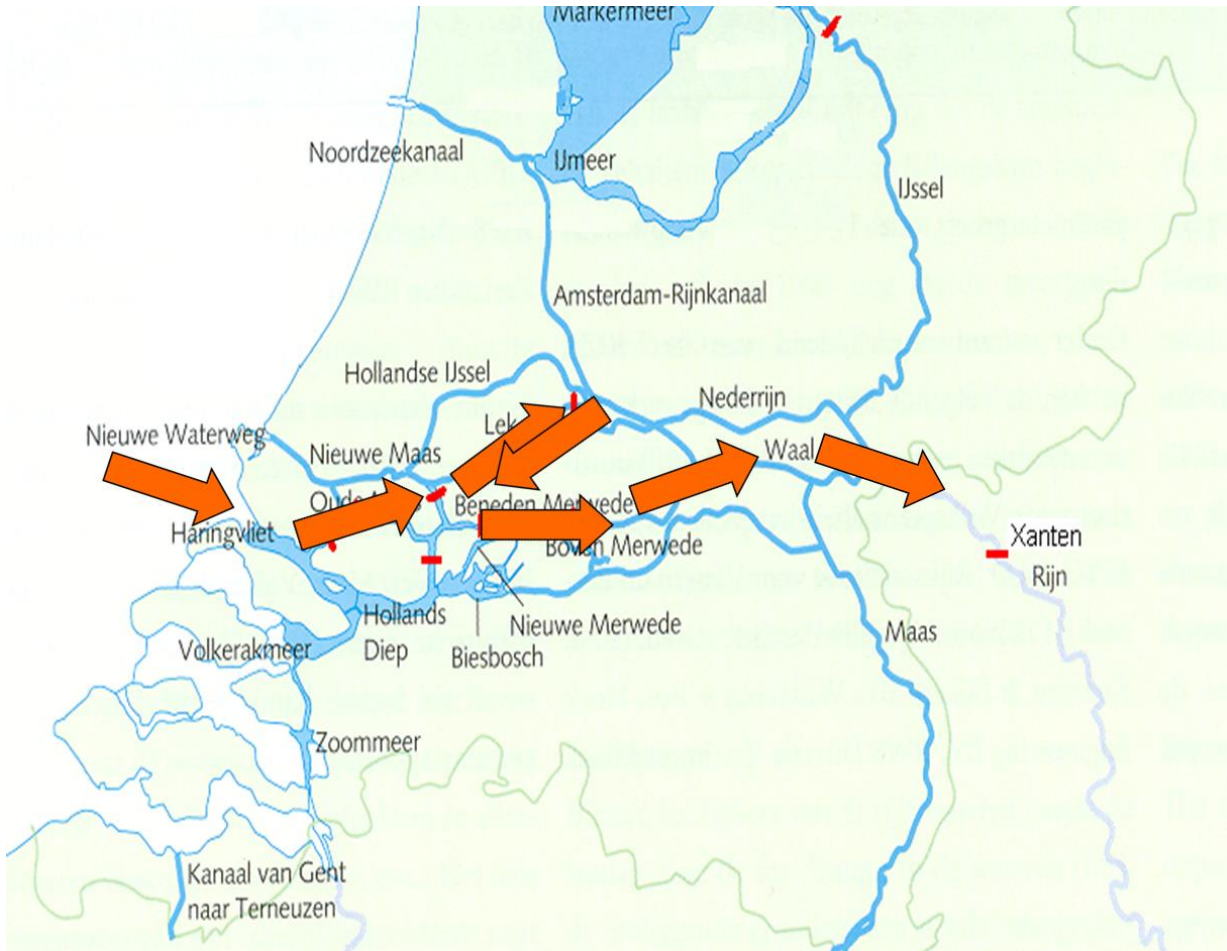 Markermeer
Noordzeekanaal
IJmeer
IJssel
Amsterdam-Rijnkanaal
Hollandse IJssel
Nederrijn
Lek
Nieuwe Waterweg
Nieuwe Maas
Waal
Beneden Merwede
Haringvliet
Boven Merwede
Xanten
Rijn
Hollands
Diep
Nieuwe Merwede
Maas
Volkerakmeer
Biesbosch
Zoommeer
Kanaal van Gent
naar Terneuzen